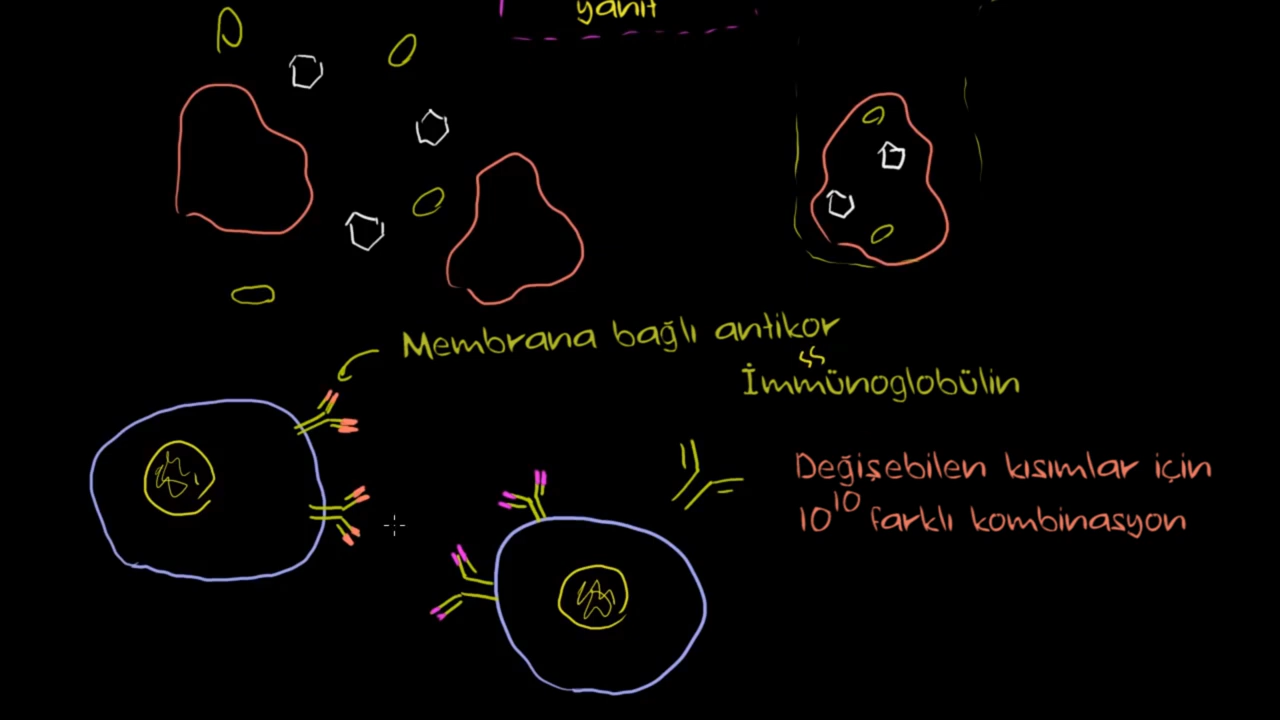 yanıt
Membrana bağlı antikor
İmmünoglobülin
Değişebilen kısımlar için
10¹⁰ farklı kombinasyon